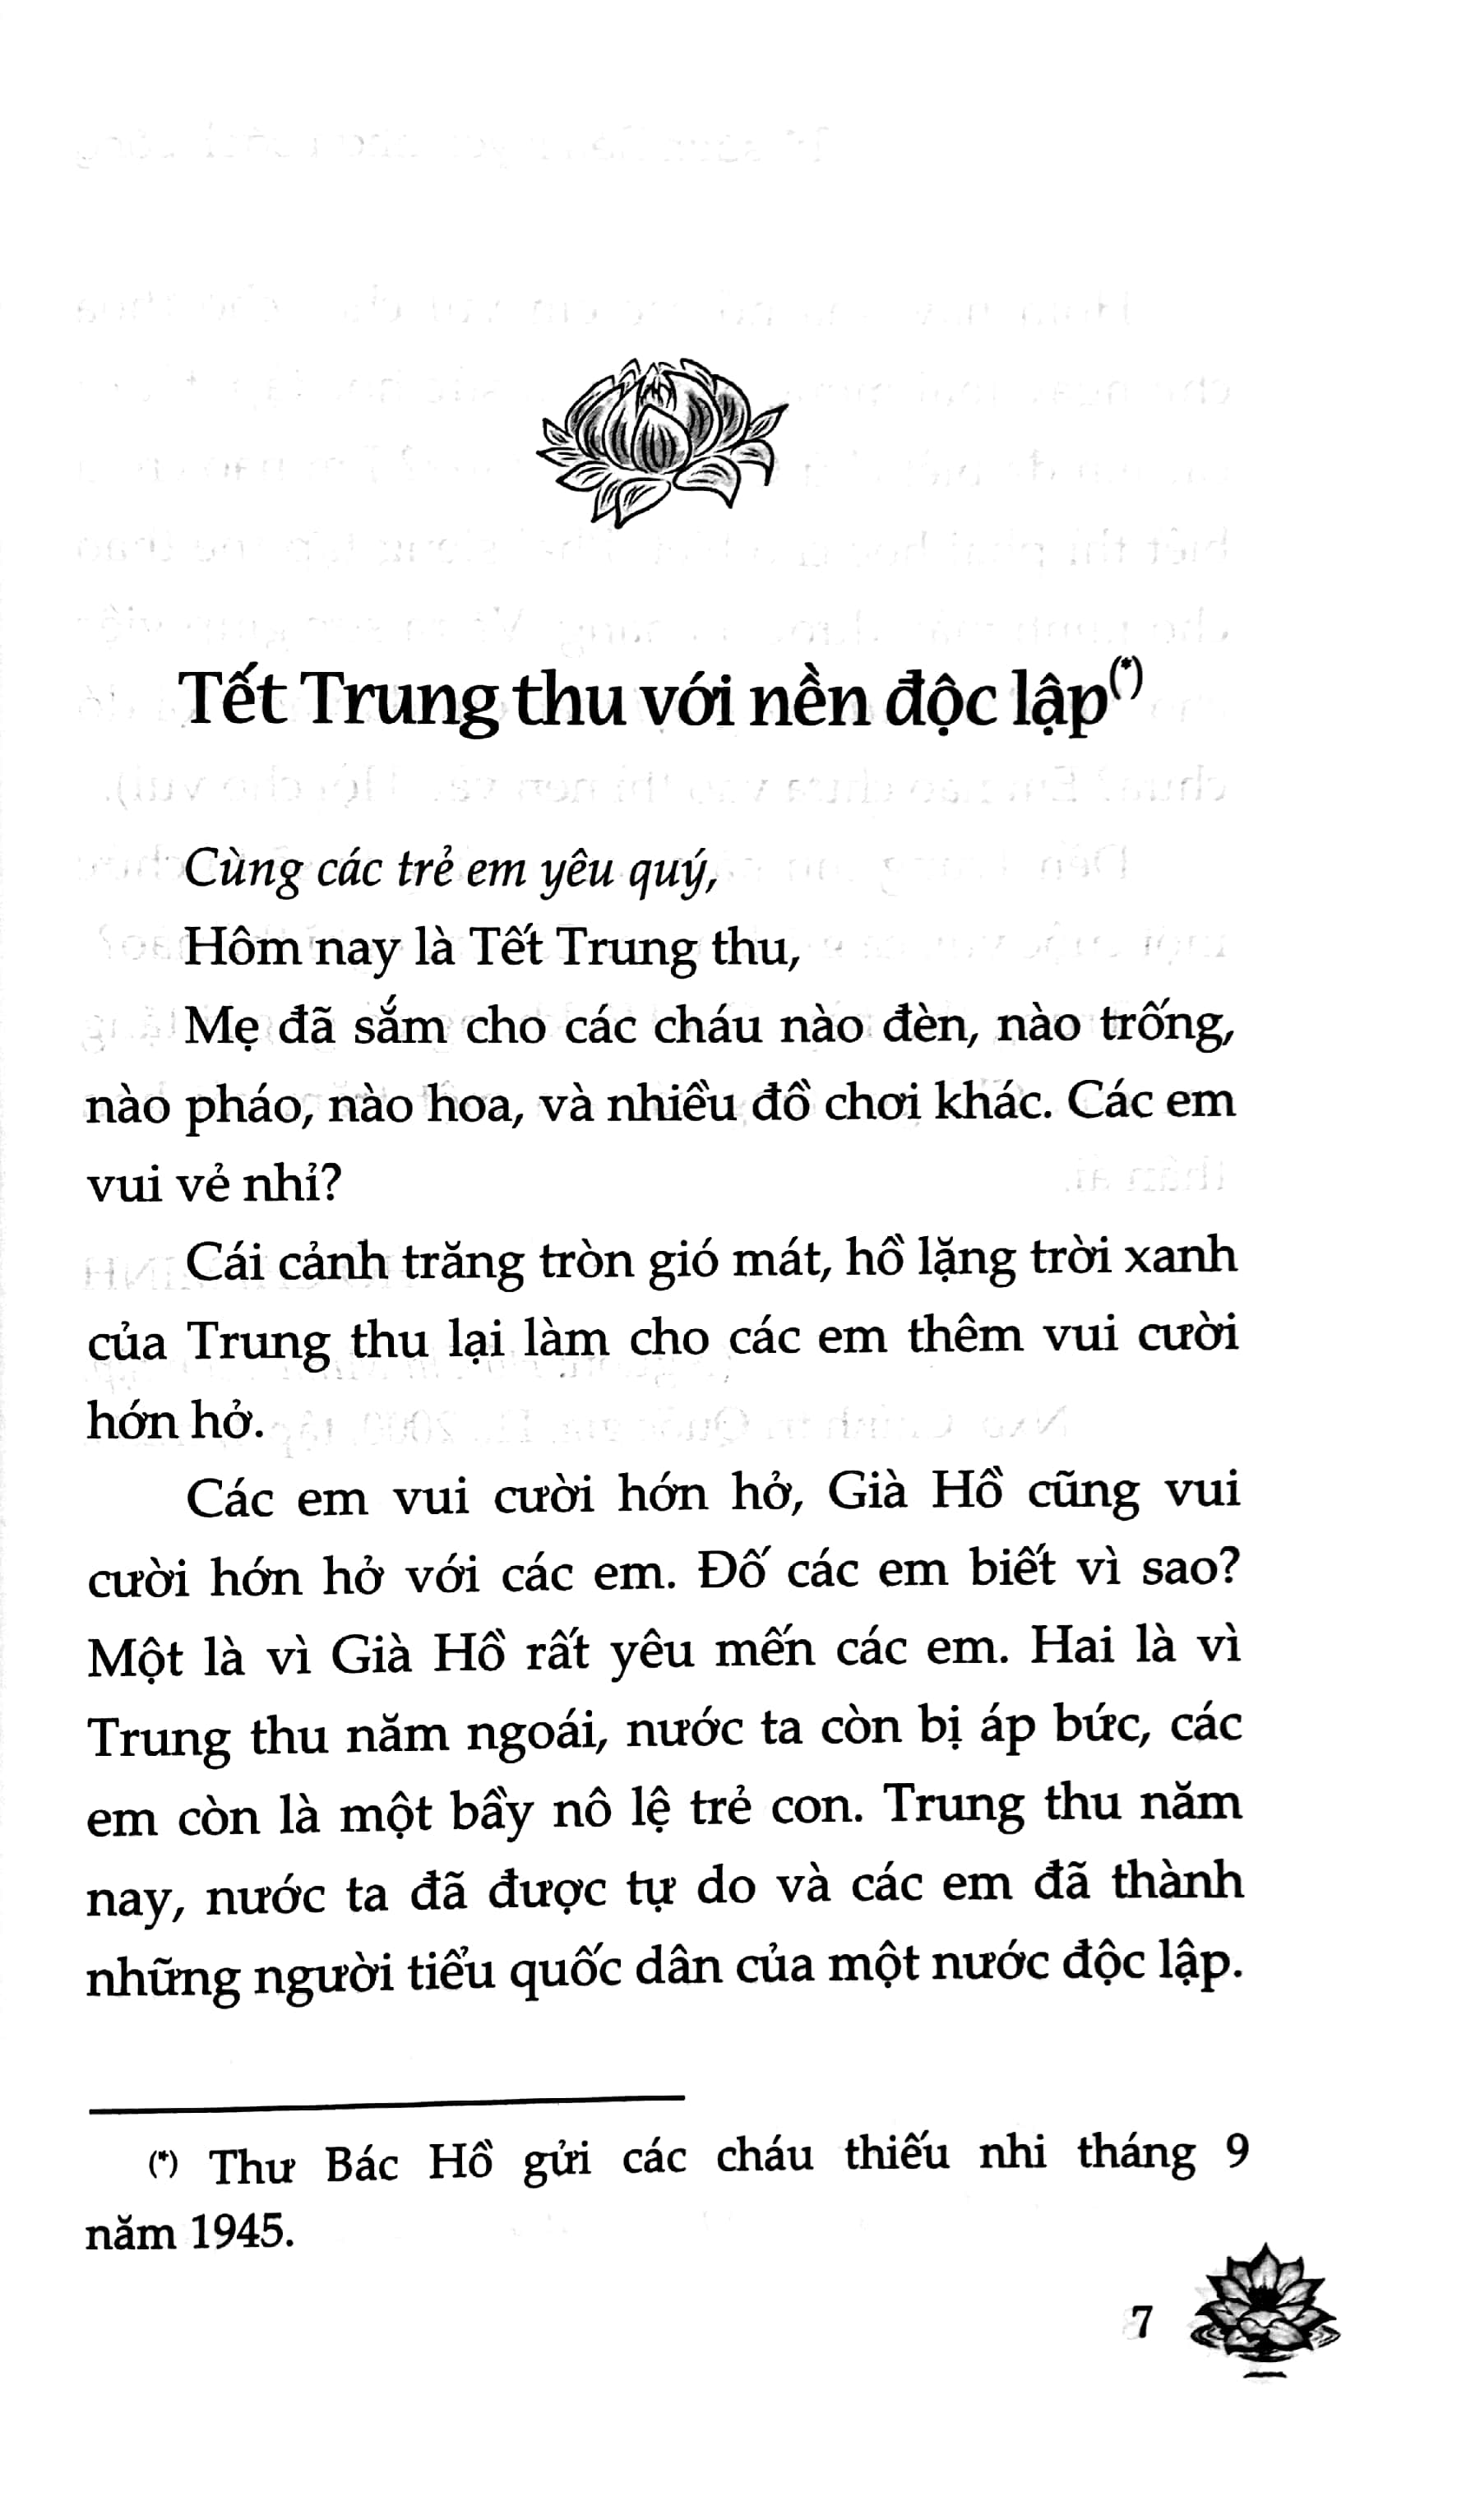 Tết Trung thu với nền độc lập(*)
Cùng các trẻ em yêu quý,
Hôm nay là Tết Trung thu,
Mẹ đã sắm cho các cháu nào đèn, nào trống,
nào pháo, nào hoa, và nhiều đồ chơi khác. Các em
vui vẻ nhỉ?
Cái cảnh trăng tròn gió mát, hồ lặng trời xanh
của Trung thu lại làm cho các em thêm vui cười
hớn hở.
Các em vui cười hớn hở, Già Hồ cũng vui
cười hớn hở với các em. Đố các em biết vì sao?
Một là vì Già Hồ rất yêu mến các em. Hai là vì
Trung thu năm ngoái, nước ta còn bị áp bức, các
em còn là một bầy nô lệ trẻ con. Trung thu năm
nay, nước ta đã được tự do và các em đã thành
những người tiểu quốc dân của một nước độc lập.
(*) Thư Bác Hồ gửi các cháu thiếu nhi tháng 9
năm 1945.
7